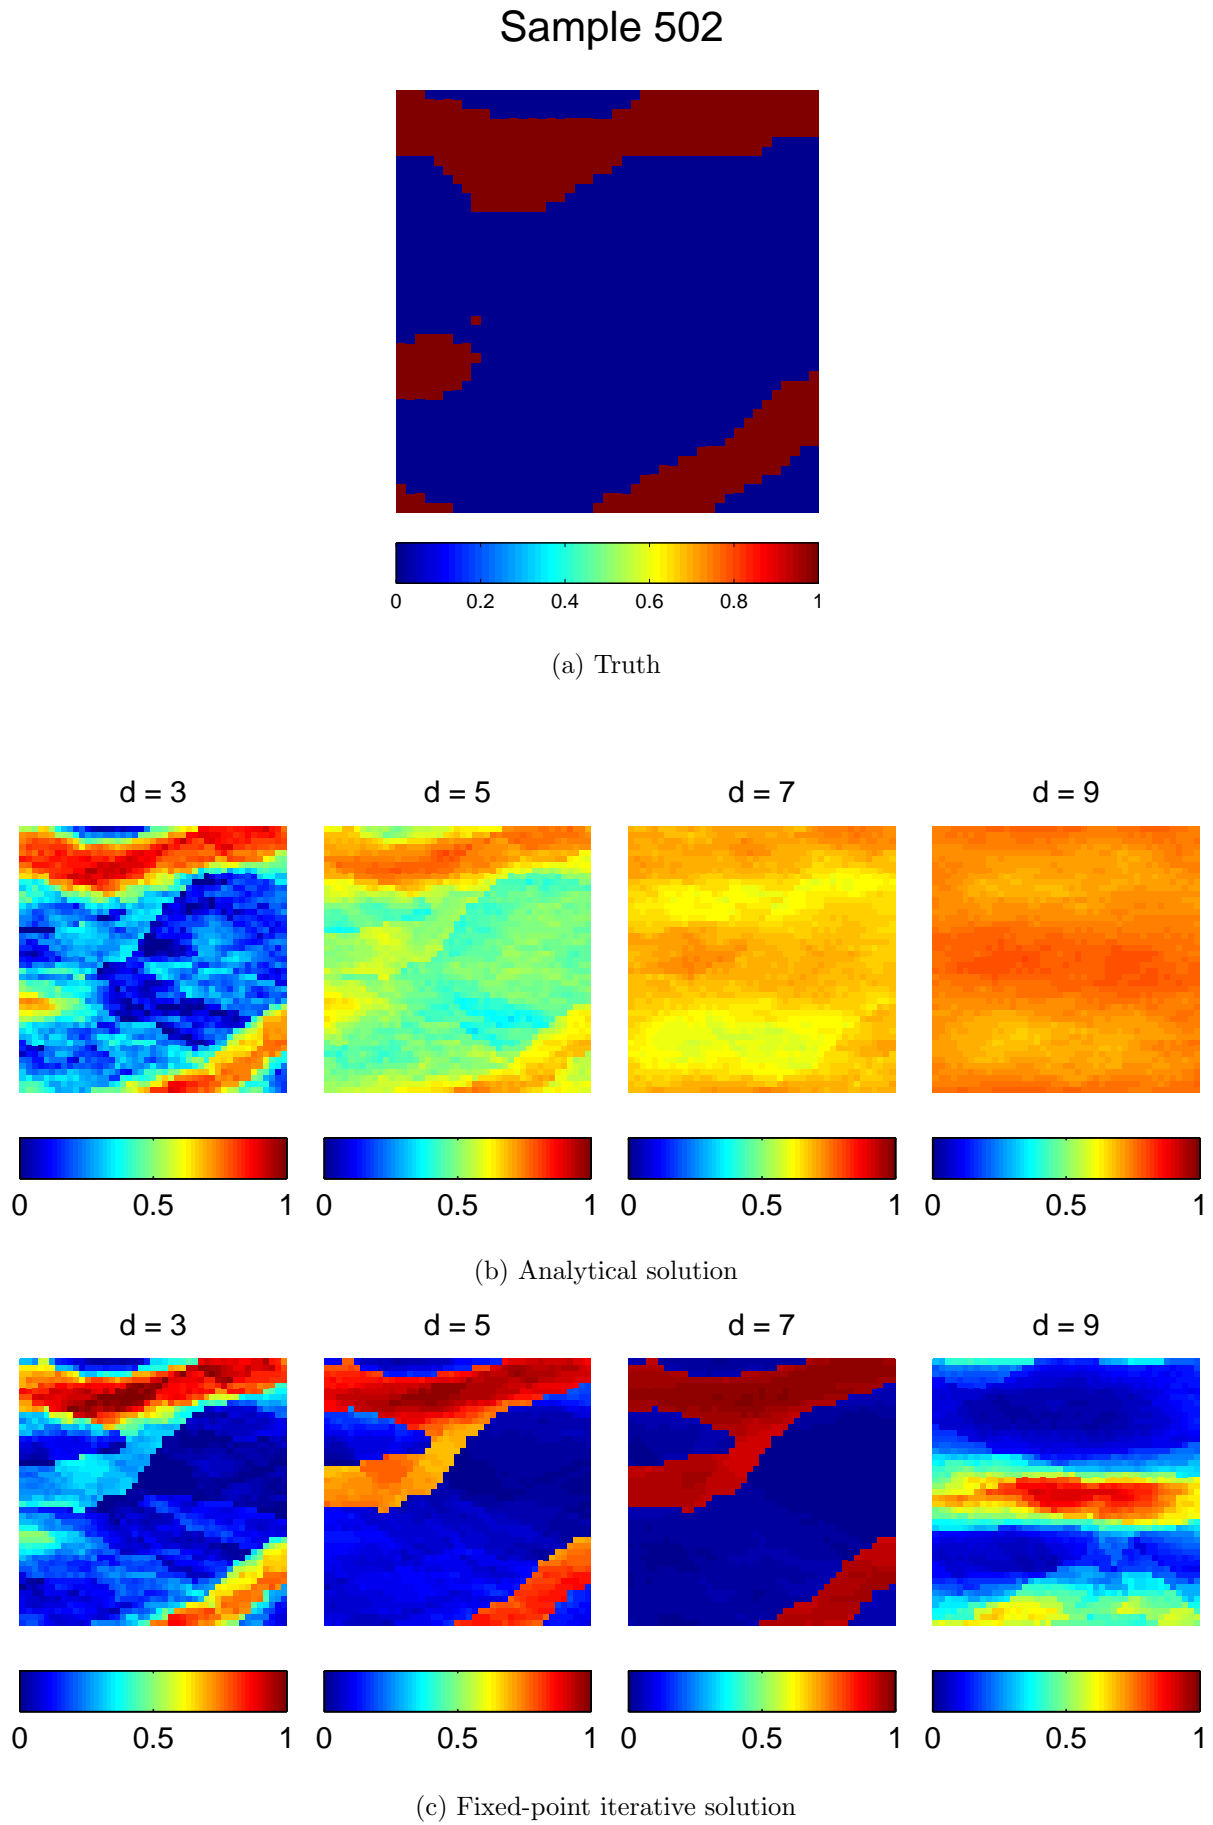 Sample 502
0 0.2 0.4 0.6 0.8 1
(a) Truth
d = 3 d = 5 d = 7 d = 9
0 0.5 1 0 0.5 1 0 0.5 1 0 0.5 1
(b) Analytical solution
d = 3 d = 5 d = 7 d = 9
0 0.5 1 0 0.5 1 0 0.5 1 0 0.5 1
(c) Fixed-point iterative solution